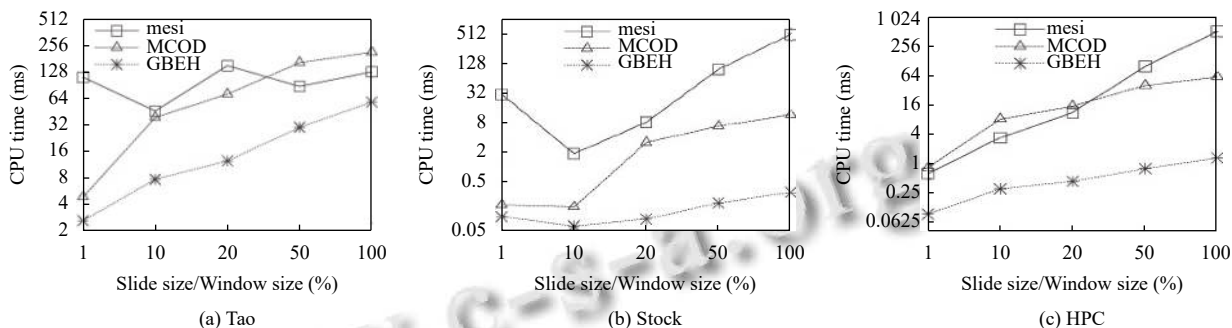 512
256
128
64
32
16
8
4
2
CPU time (ms)
mesi
MCOD
GBEH
1
10
20
50
100
Slide size/Window size (%)
(a) Tao
512
128
32
8
2
0.5
0.05
CPU time (ms)
mesi
MCOD
GBEH
1
10
20
50
100
Slide size/Window size (%)
(b) Stock
1 024
256
64
16
4
1
0.25
0.0625
CPU time (ms)
mesi
MCOD
GBEH
1
10
20
50
100
Slide size/Window size (%)
(c) HPC
c-s-a.org